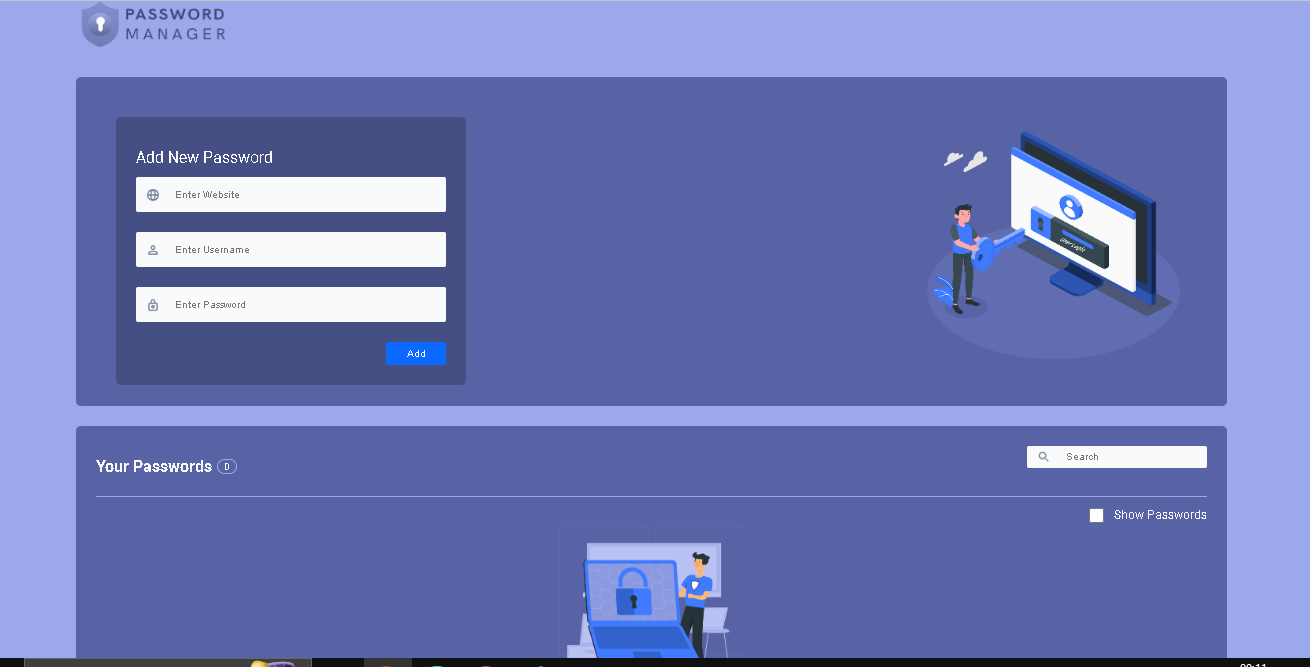 PASSWORD
MANAGER
Add New Password
Enter Website
Enter Username
Enter Password
Add
Your Passwords 0
Search
Show Passwords